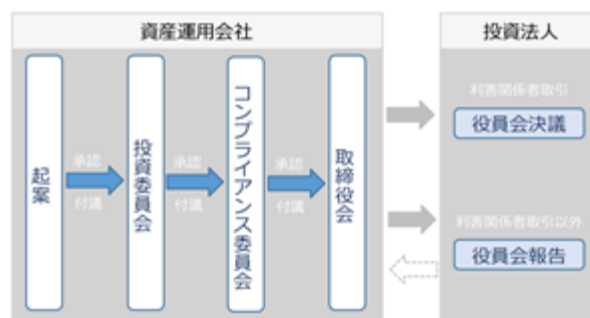 資産運用会社
起案
承認
付議
投資委員会
承認
付議
コンプライアンス委員会
承認
付議
取締役会
投資法人
利害関係者取引
役員会決議
利害関係者取引以外
役員会報告